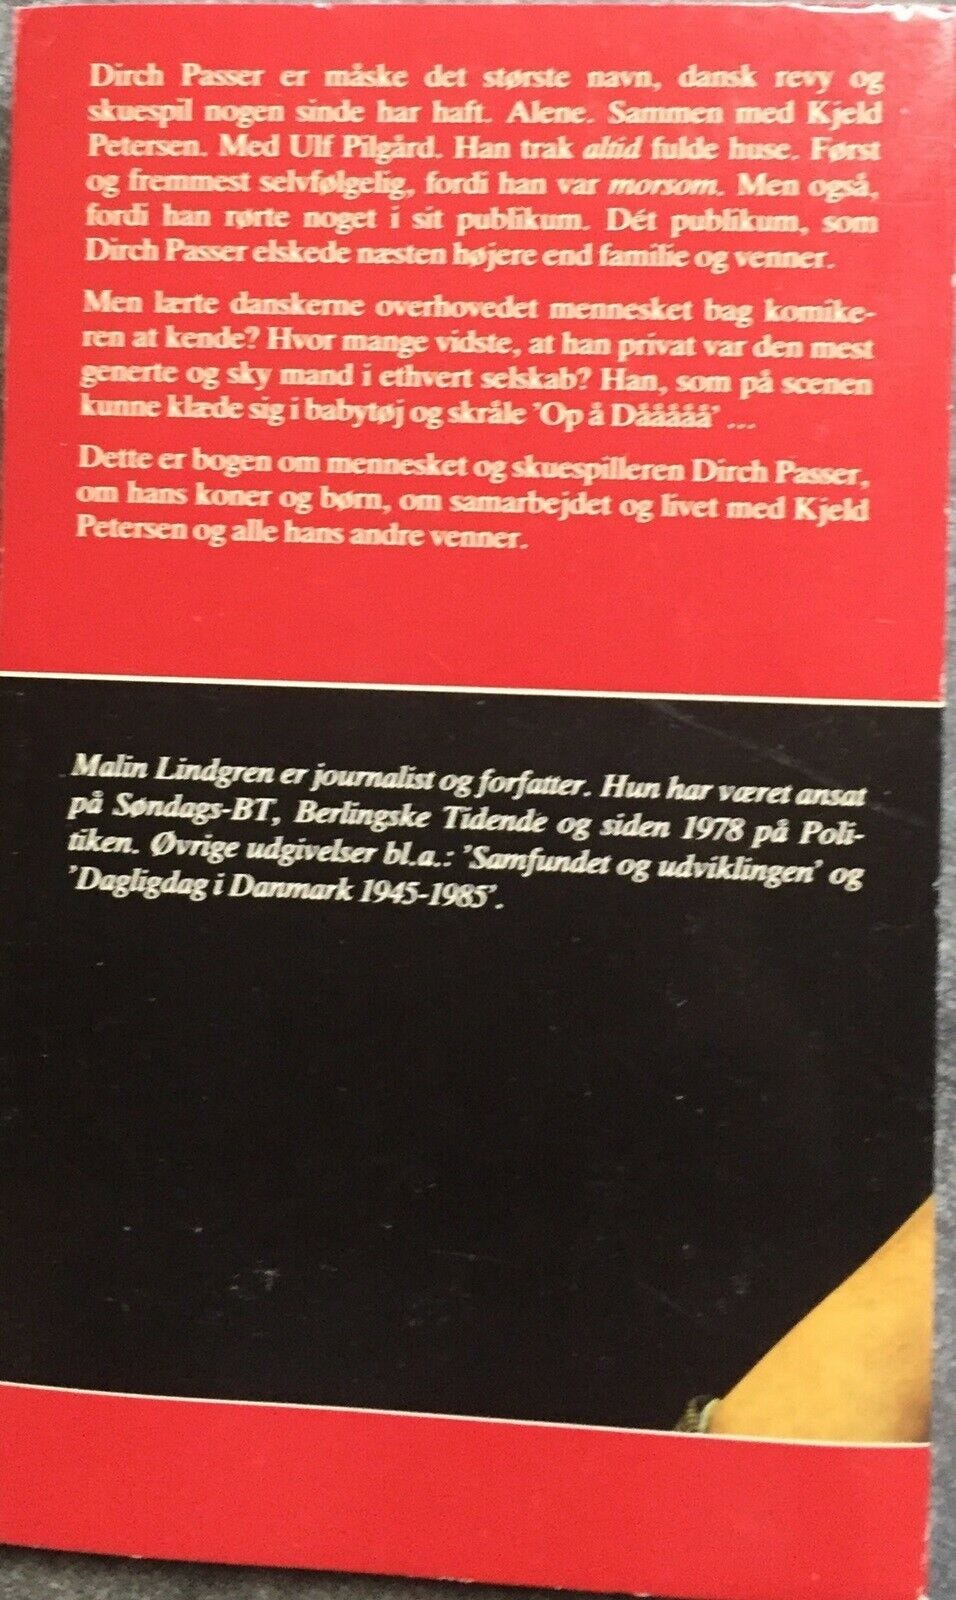 Dirch Passer er måske det største navn, dansk revy og
skuespil nogen sinde har haft. Alene. Sammen med Kjeld
Petersen. Med Ulf Pilgård. Han trak altid fulde huse. Først
og fremmest selvfølgelig, fordi han var morsom. Men også,
fordi han rørte noget i sit publikum. Dét publikum, som
Dirch Passer elskede næsten højere end familie og venner.
Men lærte danskerne overhovedet mennesket bag komike-
ren at kende? Hvor mange vidste, at han privat var den mest
generte og sky mand i ethvert selskab? Han, som på scenen
kunne klæde sig i babytøj og skråle 'Op å Dååååå' ...
Dette er bogen om mennesket og skuespilleren Dirch Passer,
om hans koner og børn, om samarbejdet og livet med Kjeld
Petersen og alle hans andre venner.
Malin Lindgren er journalist og forfatter. Hun har været ansat
på Søndags-BT, Berlingske Tidende og siden 1978 på Poli-
tiken. Øvrige udgivelser bl.a.: 'Samfundet og udviklingen' og
'Dagligdag i Danmark 1945-1985'.